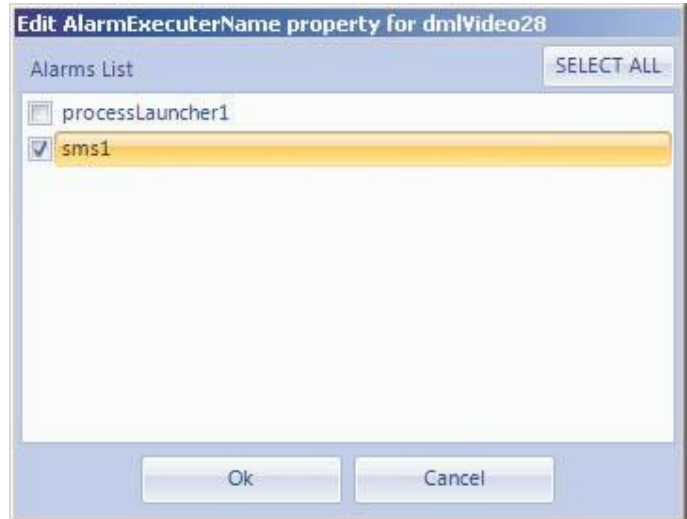 Edit AlarmExecuterName property for dmlVideo28
Alarms List
SELECT ALL
processLauncher1
sms1
Ok
Cancel